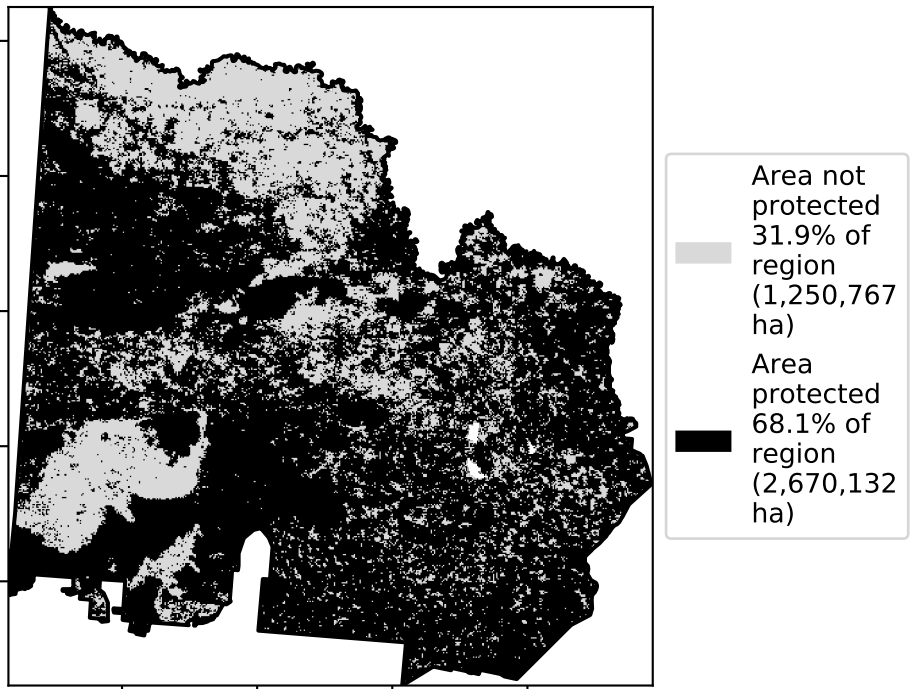 Area not
protected
31.9% of
region
(1,250,767
ha)
Area
protected
68.1% of
region
(2,670,132
ha)